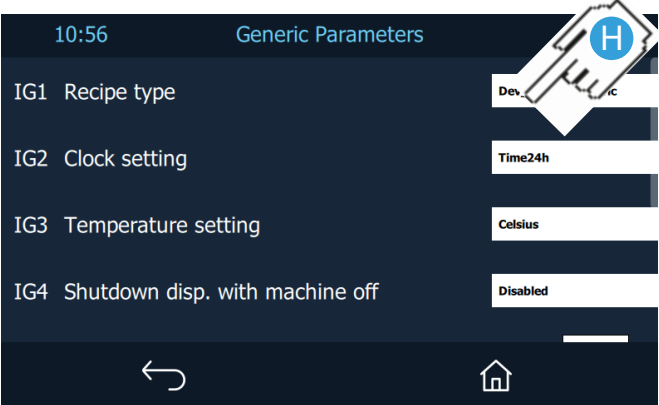 10:56 Generic Parameters
H
IG1 Recipe type
IG2 Clock setting Time24h
IG3 Temperature setting Celsius
IG4 Shutdown disp. with machine off Disabled